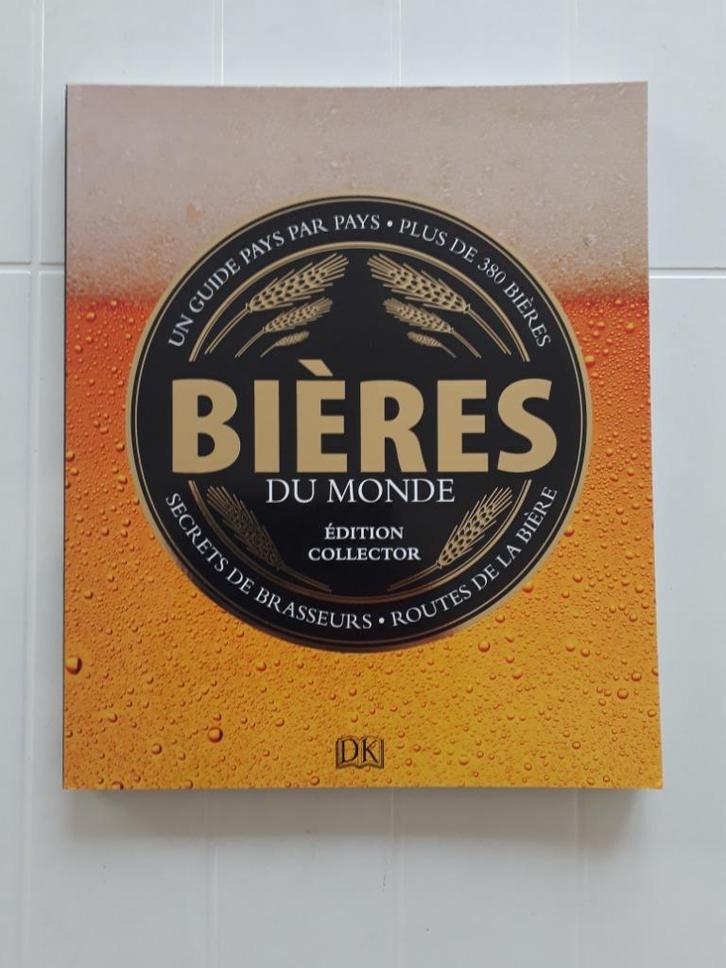 UN GUIDE PAYS PAR PAYS • PLUS DE 380 BIÈRES
BIÈRES
DU MONDE
ÉDITION
COLLECTOR
SECRETS DE BRASSEURS • ROUTES DE LA BIÈRE
DK